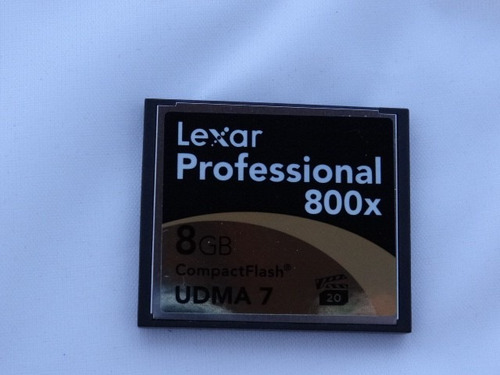 Lexar
Professional
800x
8GB
CompactFlash®
UDMA 7
20